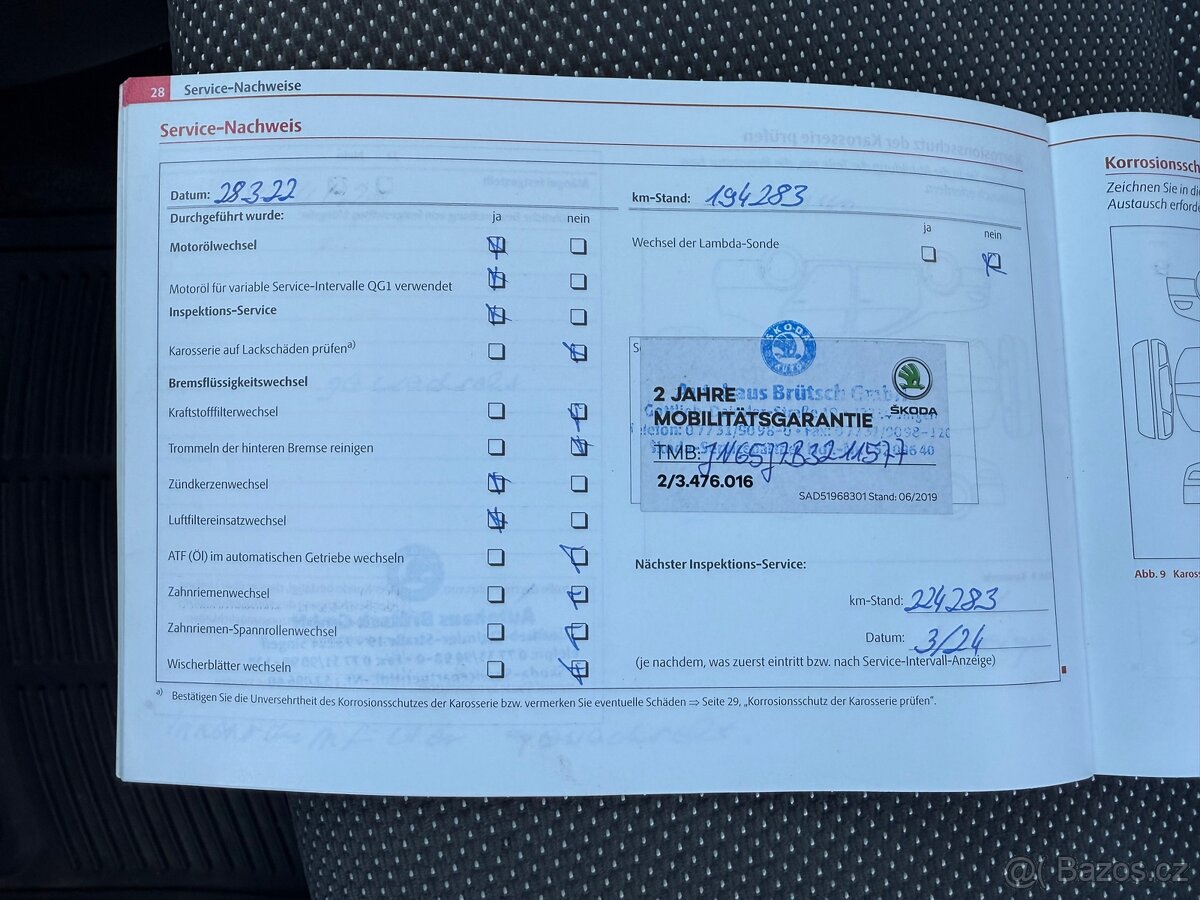 28 Service-Nachweise
Service-Nachweis
Datum: 28.3.22
km-Stand: 194283
Durchgeführt wurde: ja nein
ja nein
Motorölwechsel
Wechsel der Lambda-Sonde
Motoröl für variable Service-Intervalle QG1 verwendet
Inspektions-Service
Karosserie auf Lackschäden prüfen a)
Bremsflüssigkeitswechsel
Kraftstofffilterwechsel
Trommeln der hinteren Bremse reinigen
Zündkerzenwechsel
Luftfiltereinsatzwechsel
ATF (Öl) im automatischen Getriebe wechseln
Zahnriemenwechsel
Zahnriemen-Spannrollenwechsel
Wischerblätter wechseln
SKODA
Autohaus Brütsch GmbH
2 JAHRE
MOBILITÄTSGARANTIE
ŠKODA
TMB:
2/3.476.016
SAD51968301 Stand: 06/2019
Nächster Inspektions-Service:
km-Stand: 224283
Datum: 3/24
(je nachdem, was zuerst eintritt bzw. nach Service-Intervall-Anzeige)
a) Bestätigen Sie die Unversehrtheit des Korrosionsschutzes der Karosserie bzw. vermerken Sie eventuelle Schäden ⇒ Seite 29, „Korrosionsschutz der Karosserie prüfen“.
Korrosionssch
Zeichnen Sie in di
Austausch erforde
Abb. 9 Karos
Bazos.cz